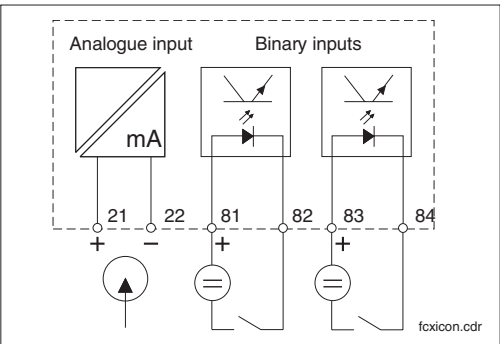 Analogue input Binary inputs
mA
21 22 81 82 83 84
+ − + +
fcxicon.cdr